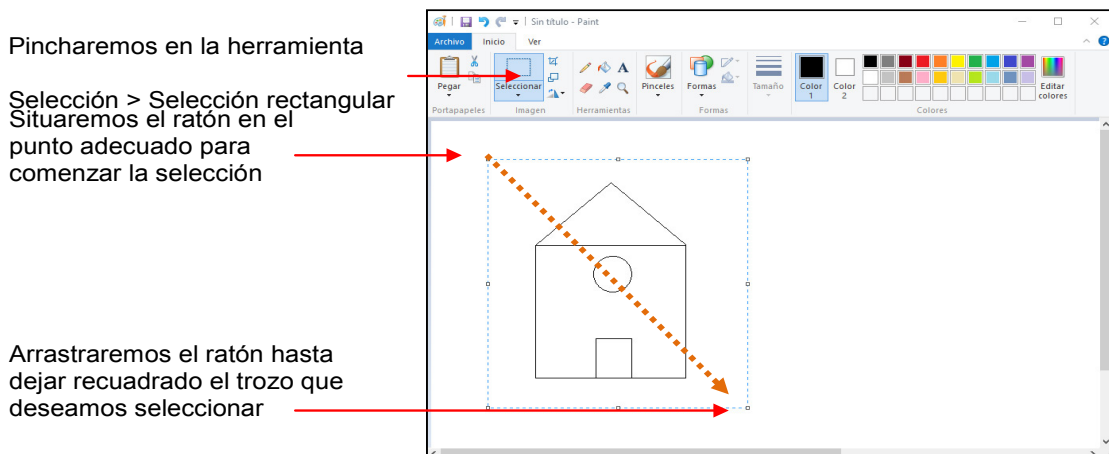 Pincharemos en la herramienta
Selección > Selección rectangular
Situaremos el ratón en el
punto adecuado para
comenzar la selección
Arrastraremos el ratón hasta
dejar recuadrado el trozo que
deseamos seleccionar
Sin título - Paint
Archivo Inicio Ver
Pegar
Seleccionar
A
Pinceles
Formas
Tamaño
Color
1
Color
2
Editar
colores
Portapapeles
Imagen
Herramientas
Formas
Colores